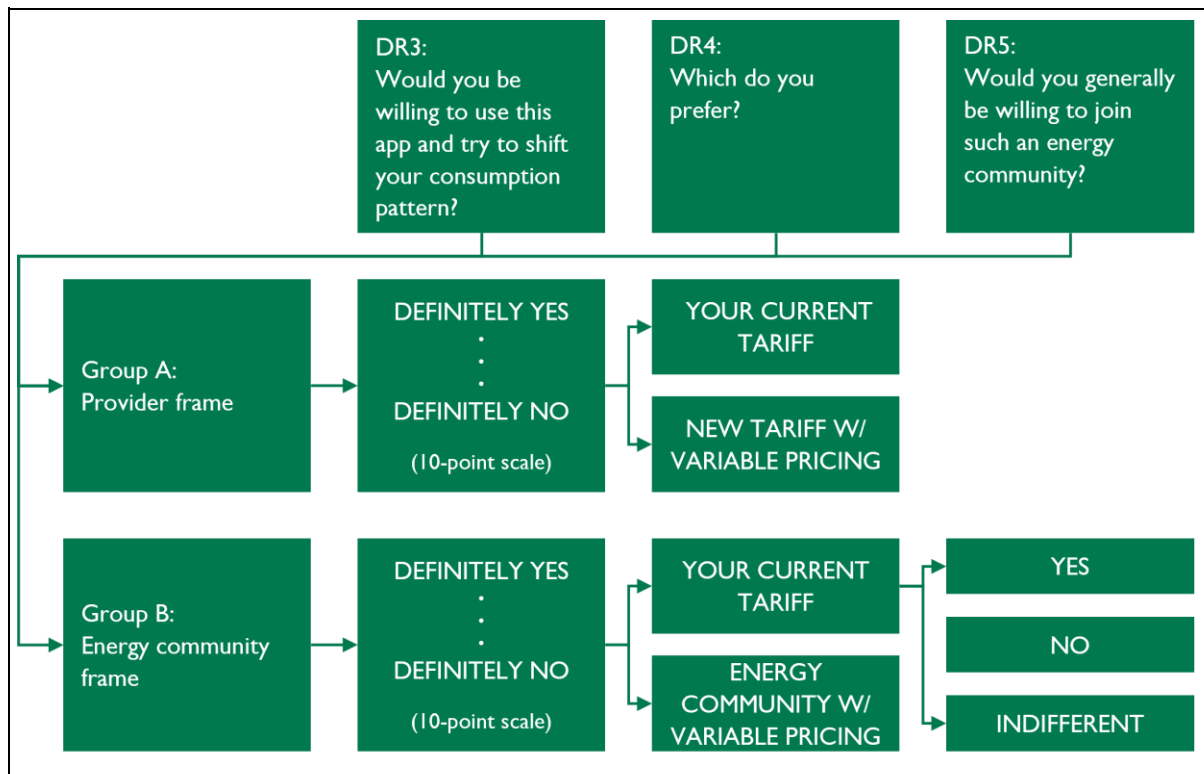 DR3:
Would you be
willing to use this
app and try to shift
your consumption
pattern?
DR4:
Which do you
prefer?
DR5:
Would you generally
be willing to join
such an energy
community?
Group A:
Provider frame
DEFINITELY YES
.
.
.
DEFINITELY NO
(10-point scale)
YOUR CURRENT
TARIFF
NEW TARIFF W/
VARIABLE PRICING
Group B:
Energy community
frame
DEFINITELY YES
.
.
.
DEFINITELY NO
(10-point scale)
YOUR CURRENT
TARIFF
ENERGY
COMMUNITY W/
VARIABLE PRICING
YES
NO
INDIFFERENT